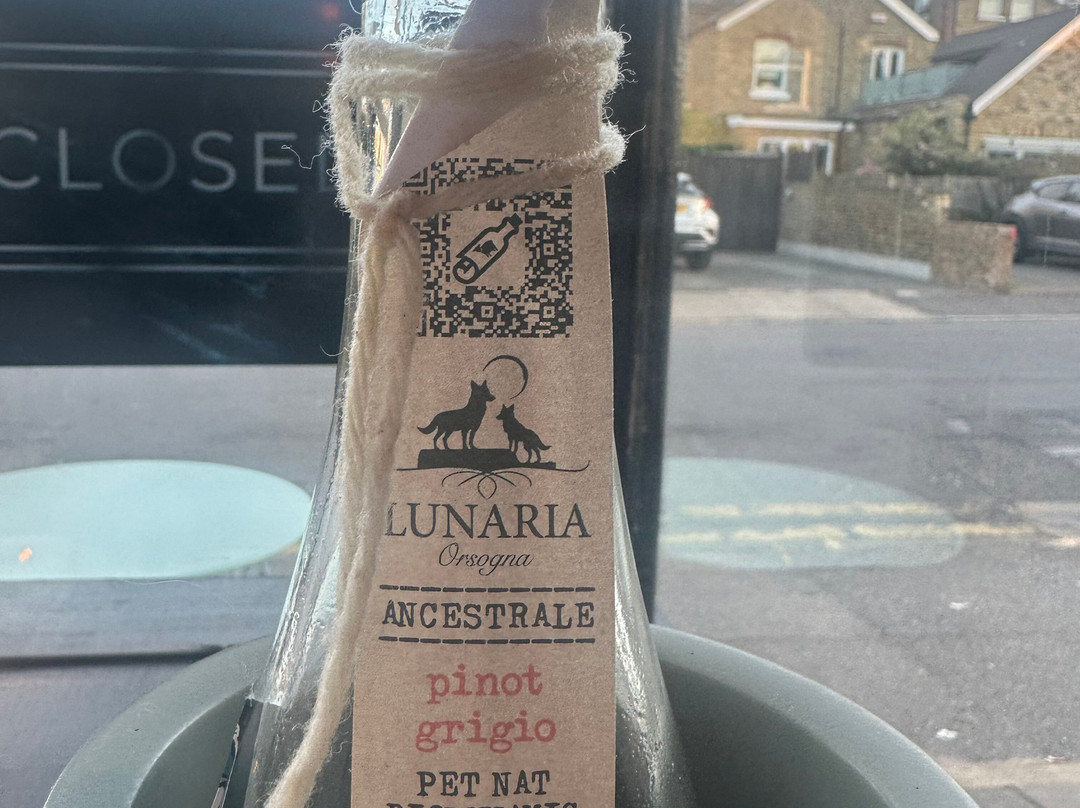 CLOSE
LUNARIA
Orsogna
ANCESTRALE
pinot
grigio
PET NAT